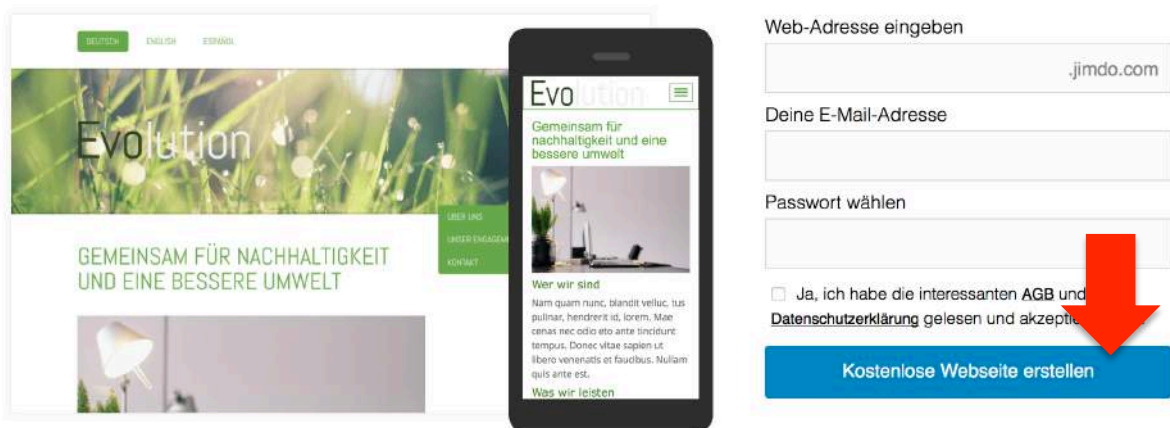 DEUTSCH ENGLISH ESPAÑOL
Evolution
ÜBER UNS
UNSER ENGAGEM
KONTAKT
GEMEINSAM FÜR NACHHALTIGKEIT
UND EINE BESSERE UMWELT
Evolution
Gemeinsam für
nachhaltigkeit und eine
bessere umwelt
Wer wir sind
Nam quam nunc, blandit velluc, lus
pulinar, hendrerit id, lorem. Mae
cenas nec odio eto ante tincidunt
tempus. Donec vitae sapien ut
libero venenatis et faucibus. Nullam
quis ante est.
Was wir leisten
Web-Adresse eingeben
.jimdo.com
Deine E-Mail-Adresse
Passwort wählen
Ja, ich habe die interessanten AGB und
Datenschutzerklärung gelesen und akzeptie
Kostenlose Webseite erstellen